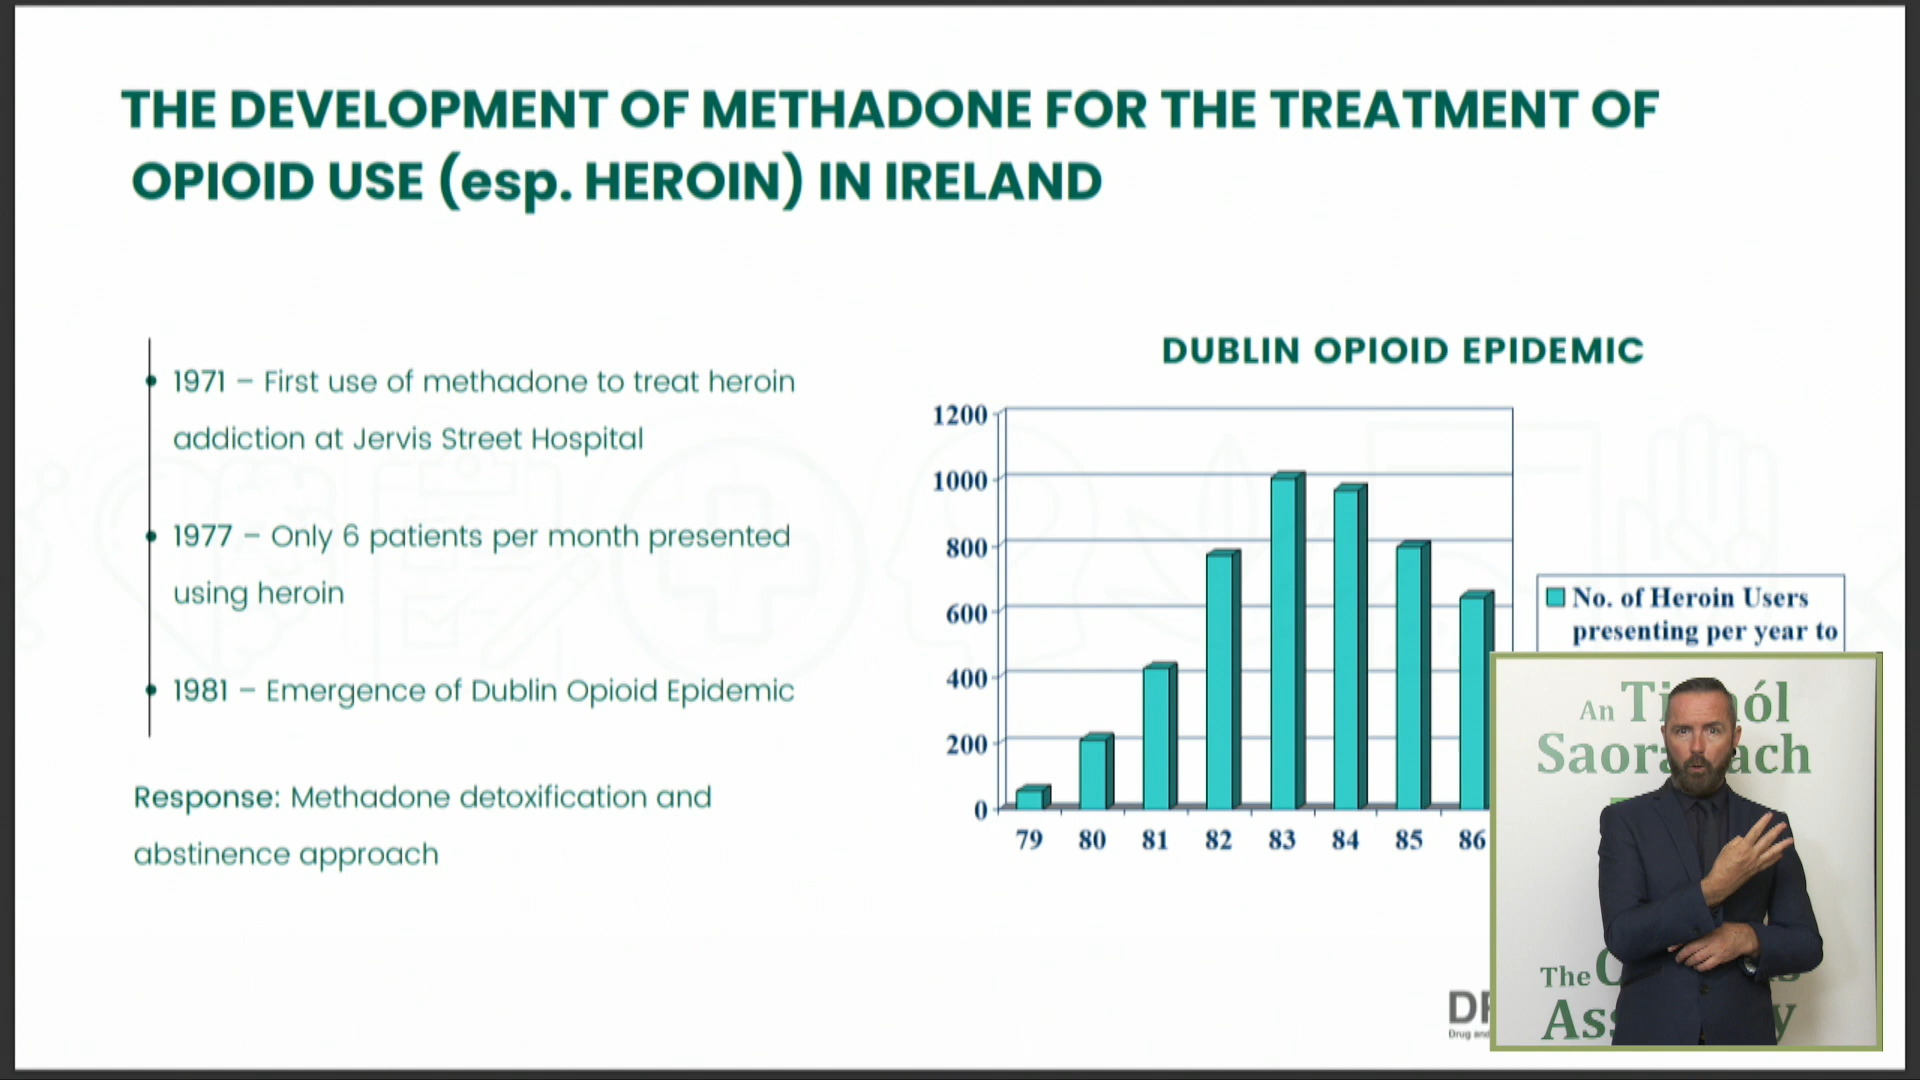 THE DEVELOPMENT OF METHADONE FOR THE TREATMENT OF
OPIOID USE (esp. HEROIN) IN IRELAND
1971 – First use of methadone to treat heroin
addiction at Jervis Street Hospital
1977 – Only 6 patients per month presented
using heroin
1981 – Emergence of Dublin Opioid Epidemic
Response: Methadone detoxification and
abstinence approach
DUBLIN OPIOID EPIDEMIC
1200
1000
800
600
400
200
0
79 80 81 82 83 84 85 86
No. of Heroin Users
presenting per year to
An
The
Drug